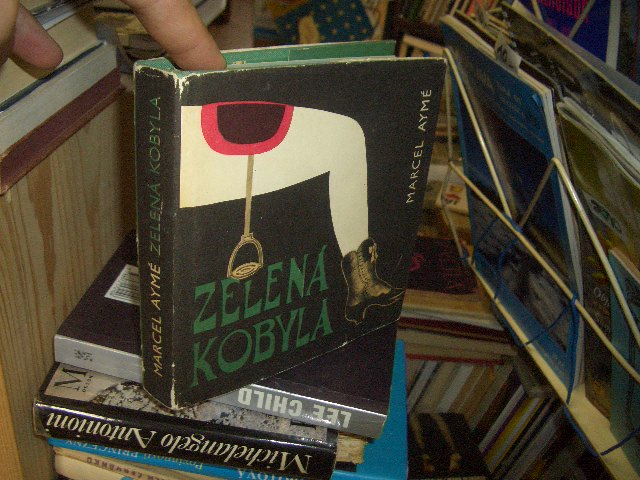 MARCEL AYMÉ
ZELENÁ
KOBYLA
MARCEL AYMÉ ZELENÁ KOBYLA
LEE CHILD
Michelangelo Antonioni